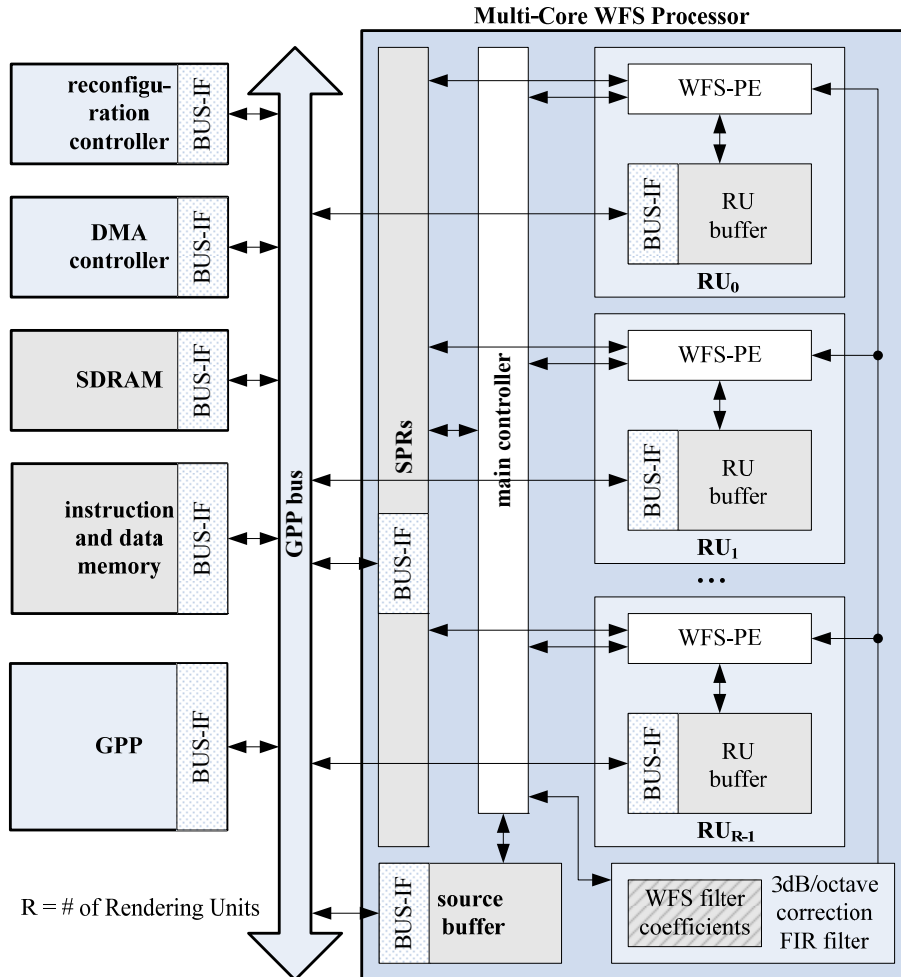 Multi-Core WFS Processor
reconfigu-
ration
controller
BUS-IF
DMA
controller
BUS-IF
SDRAM
BUS-IF
instruction
and data
memory
BUS-IF
GPP
BUS-IF
R = # of Rendering Units
GPP bus
SPRs
BUS-IF
main controller
BUS-IF
source
buffer
WFS-PE
BUS-IF
RU
buffer
RU0
WFS-PE
BUS-IF
RU
buffer
RU1
...
WFS-PE
BUS-IF
RU
buffer
RUR-1
WFS filter
coefficients
3dB/octave
correction
FIR filter